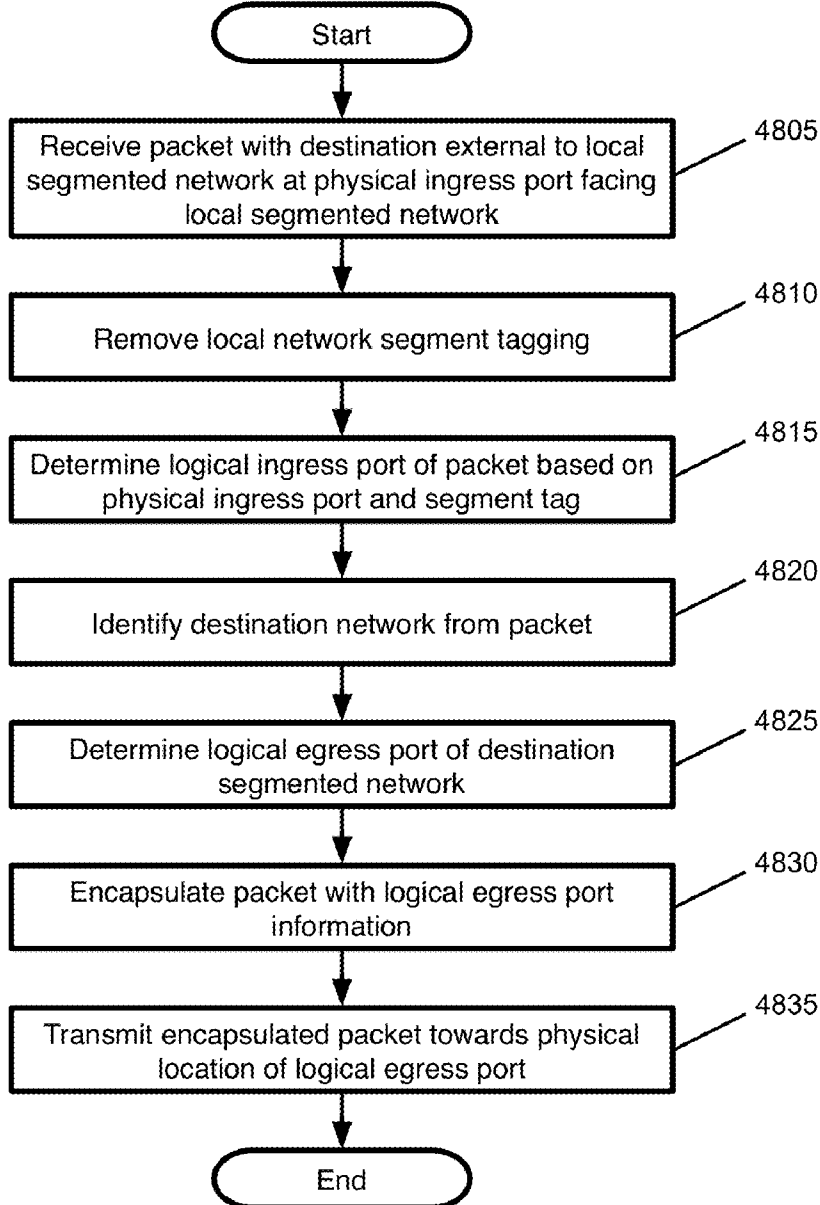 Start
Receive packet with destination external to local
segmented network at physical ingress port facing
local segmented network
4805
Remove local network segment tagging
4810
Determine logical ingress port of packet based on
physical ingress port and segment tag
4815
Identify destination network from packet
4820
Determine logical egress port of destination
segmented network
4825
Encapsulate packet with logical egress port
information
4830
Transmit encapsulated packet towards physical
location of logical egress port
4835
End